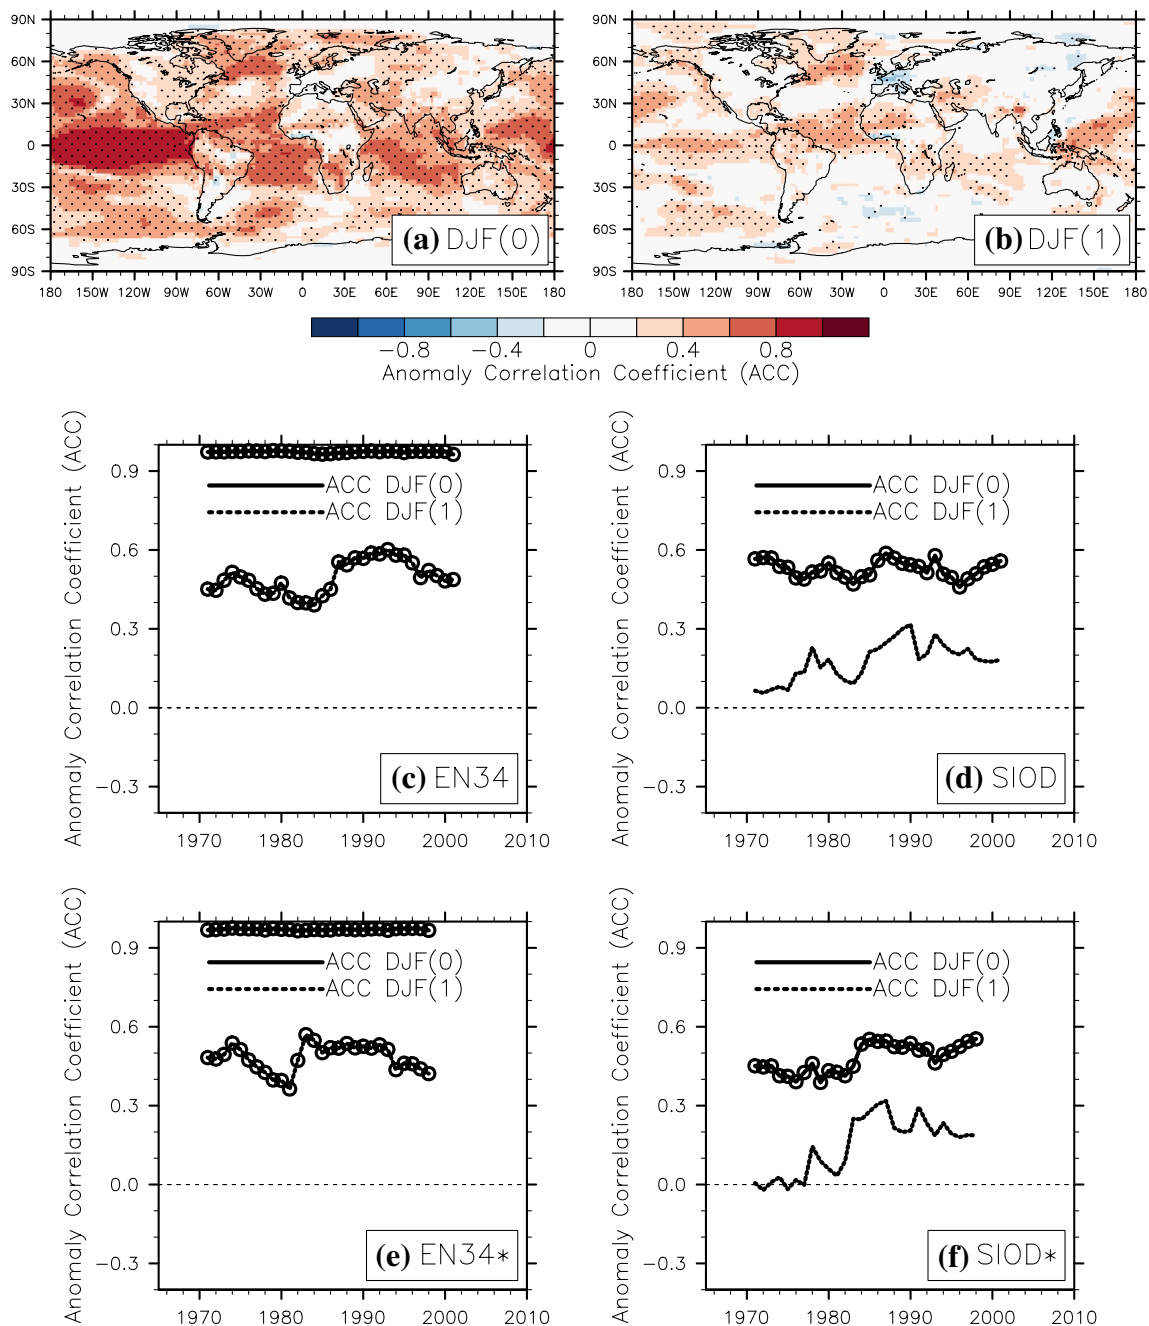 90N
60N
30N
0
30S
60S
90S
(a) DJF(0)
180 150W 120W 90W 60W 30W 0 30E 60E 90E 120E 150E 180
90N
60N
30N
0
30S
60S
90S
(b) DJF(1)
180 150W 120W 90W 60W 30W 0 30E 60E 90E 120E 150E 180
−0.8 −0.4 0 0.4 0.8
Anomaly Correlation Coefficient (ACC)
Anomaly Correlation Coefficient (ACC)
0.9
0.6
0.3
0.0
−0.3
ACC DJF(0)
ACC DJF(1)
(c) EN34
1970 1980 1990 2000 2010
Anomaly Correlation Coefficient (ACC)
0.9
0.6
0.3
0.0
−0.3
ACC DJF(0)
ACC DJF(1)
(d) SIOD
1970 1980 1990 2000 2010
Anomaly Correlation Coefficient (ACC)
0.9
0.6
0.3
0.0
−0.3
ACC DJF(0)
ACC DJF(1)
(e) EN34*
1970 1980 1990 2000 2010
Anomaly Correlation Coefficient (ACC)
0.9
0.6
0.3
0.0
−0.3
ACC DJF(0)
ACC DJF(1)
(f) SIOD*
1970 1980 1990 2000 2010